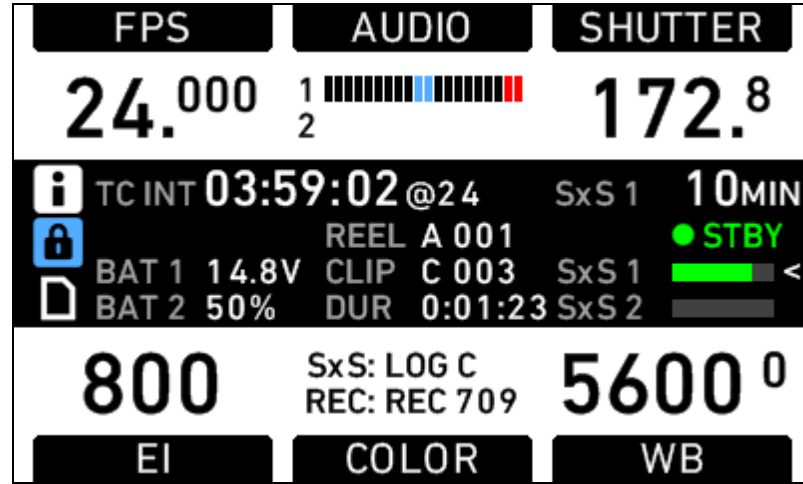 FPS AUDIO SHUTTER
24.000 1 172.8
2
i TC INT 03:59:02 @24 SxS 1 10MIN
REEL A 001 STBY
BAT 1 14.8V CLIP C 003 SxS 1 <
BAT 2 50% DUR 0:01:23 SxS 2
800 SxS: LOG C 5600 0
REC: REC 709
EI COLOR WB